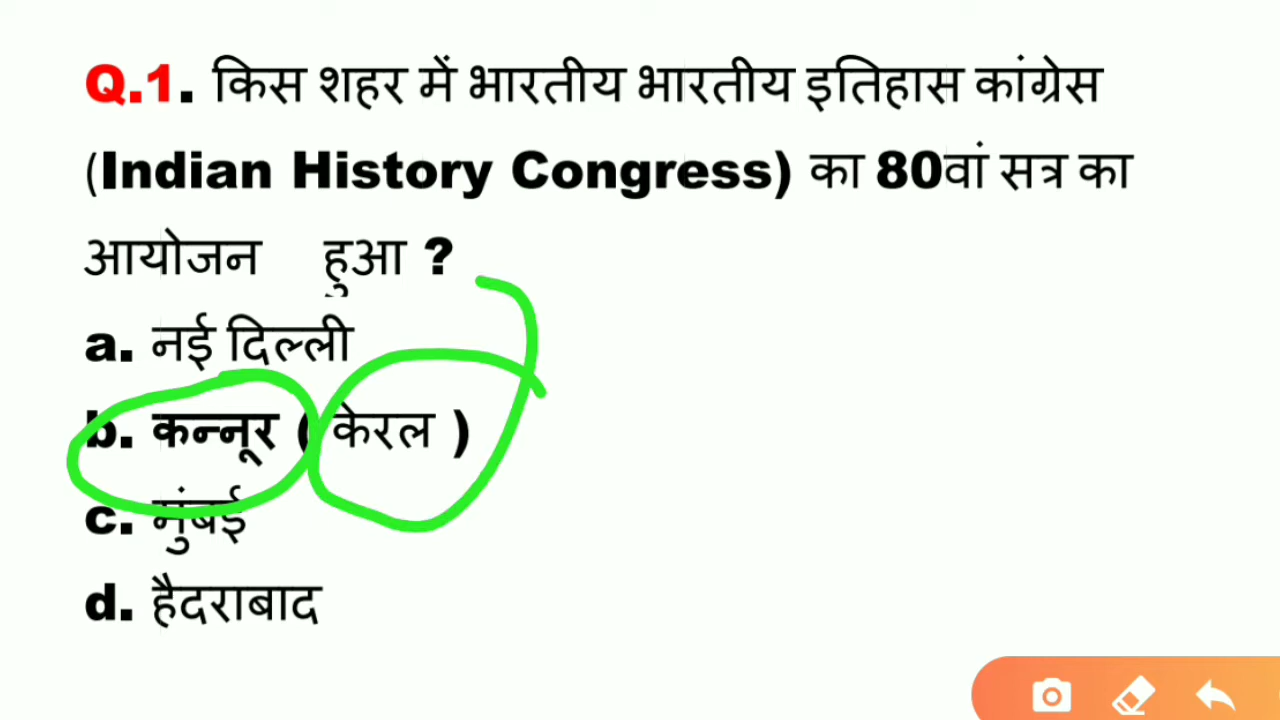 Q.1. किस शहर में भारतीय भारतीय इतिहास कांग्रेस
(Indian History Congress) का 80वां सत्र का
आयोजन हुआ ?
a. नई दिल्ली
b. कन्नूर ( केरल )
c. मुंबई
d. हैदराबाद